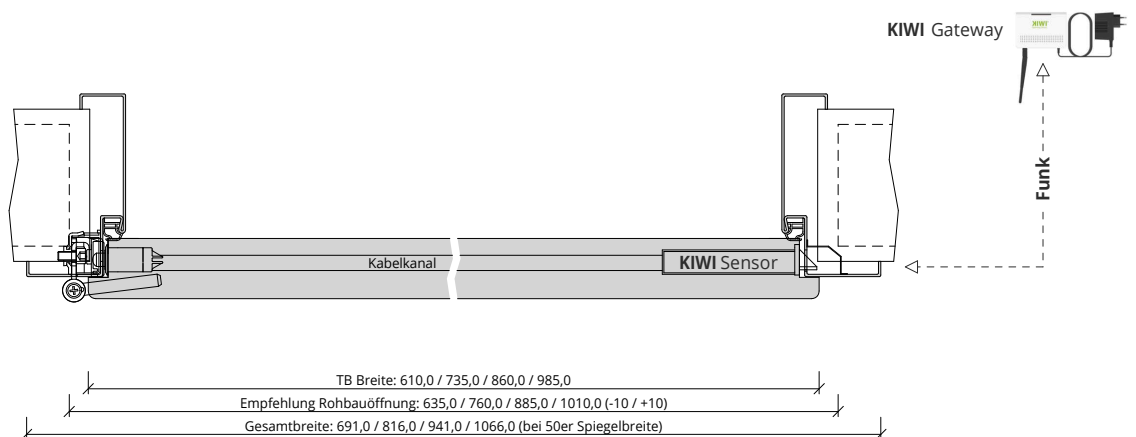 KIWI Gateway
KIWI
Funk
Kabelkanal
KIWI Sensor
TB Breite: 610,0 / 735,0 / 860,0 / 985,0
Empfehlung Rohbauöffnung: 635,0 / 760,0 / 885,0 / 1010,0 (-10 / +10)
Gesamtbreite: 691,0 / 816,0 / 941,0 / 1066,0 (bei 50er Spiegelbreite)